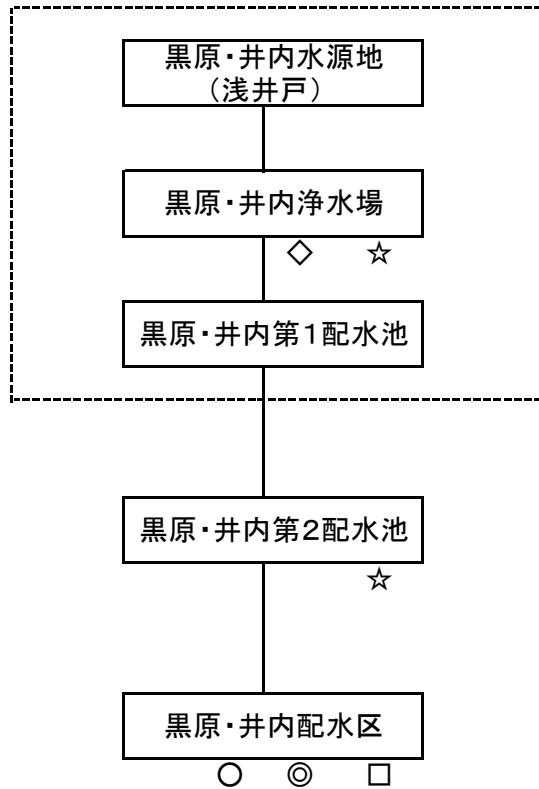 黒原・井内水源地
（浅井戸）
黒原・井内浄水場
◇ ☆
黒原・井内第１配水池
黒原・井内第２配水池
☆
黒原・井内配水区
○ ◎ □